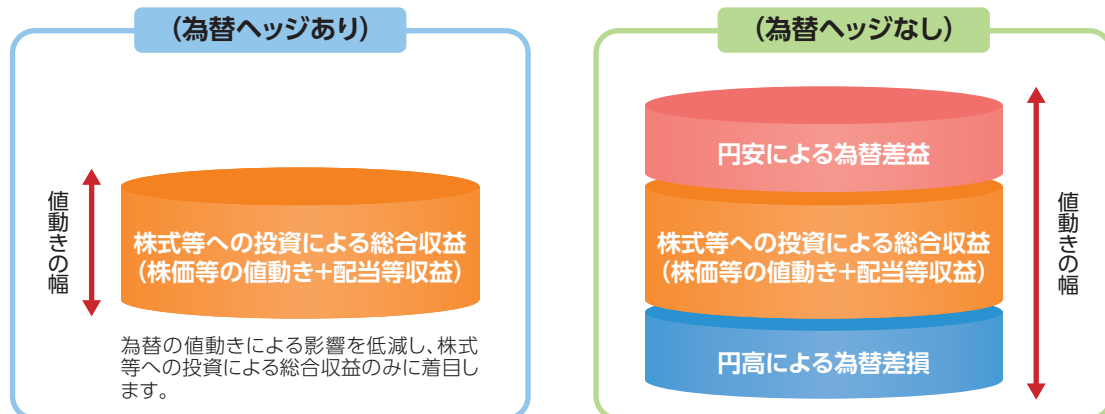 （為替ヘッジあり）
値動きの幅
株式等への投資による総合収益
（株価等の値動き＋配当等収益）
為替の値動きによる影響を低減し、株式
等への投資による総合収益のみに着目し
ます。
（為替ヘッジなし）
円安による為替差益
株式等への投資による総合収益
（株価等の値動き＋配当等収益）
円高による為替差損
値動きの幅